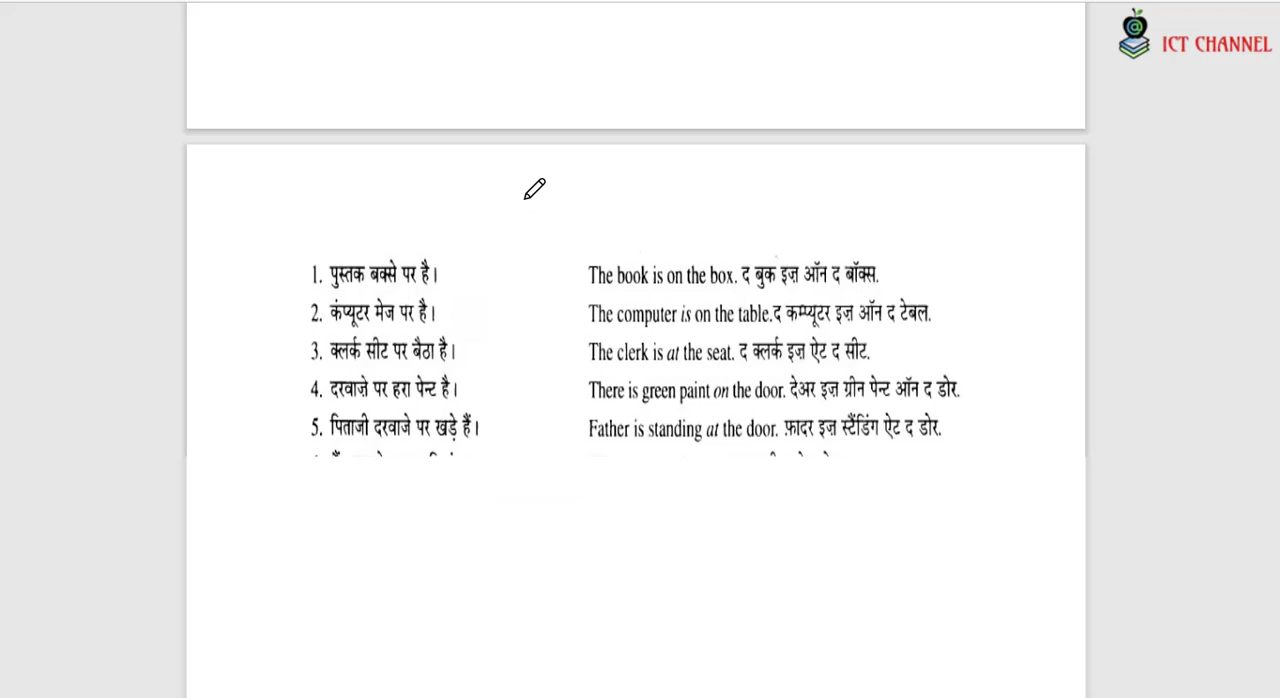 ICT CHANNEL
1. पुस्तक बक्से पर है। The book is on the box. द बुक इज़ ऑन द बॉक्स.
2. कंप्यूटर मेज पर है। The computer is on the table.द कम्प्यूटर इज़ ऑन द टेबल.
3. क्लर्क सीट पर बैठा है। The clerk is at the seat. द क्लर्क इज़ ऐट द सीट.
4. दरवाज़े पर हरा पेन्ट है। There is green paint on the door. देअर इज़ ग्रीन पेन्ट ऑन द डोर.
5. पिताजी दरवाजे पर खड़े हैं। Father is standing at the door. फ़ादर इज़ स्टैंडिंग ऐट द डोर.